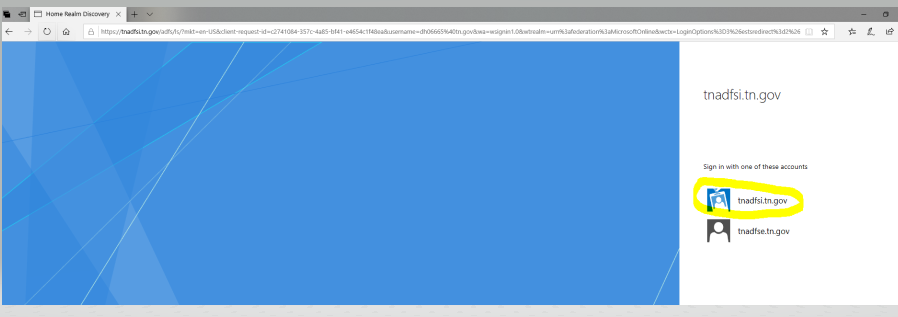 Home Realm Discovery
https://tnadfsi.tn.gov/adfs/ls/?mkt=en-US&client-request-id=c2741084-357c-4a85-bf41-e4654c1f48ea&username=dh06665%40tn.gov&wa=wsignin1.0&wtrealm=urn%3afederation%3aMicrosoftOnline&wctx=LoginOptions%3D3%26estsredirect%3d2%26
tnadfsi.tn.gov
Sign in with one of these accounts
tnadfsi.tn.gov
tnadfse.tn.gov